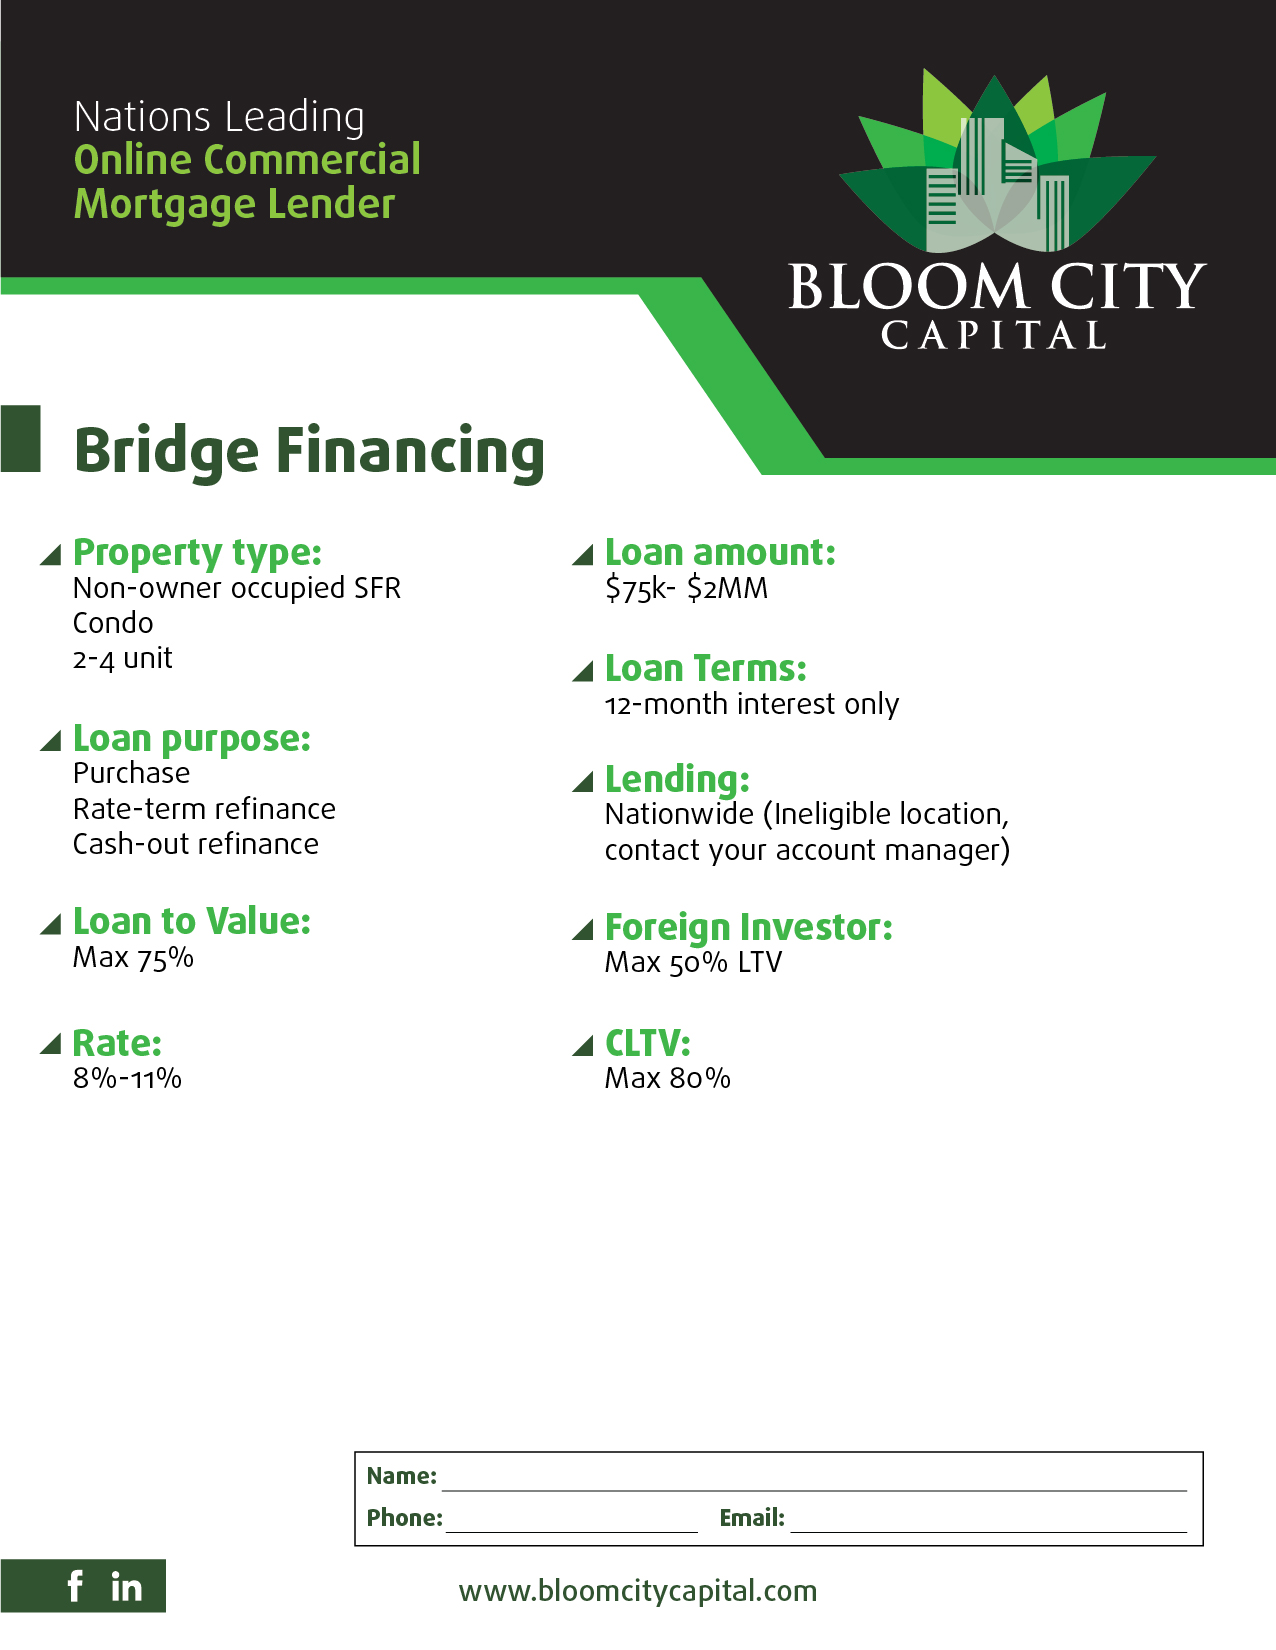 Nations Leading
Online Commercial
Mortgage Lender
BLOOM CITY
CAPITAL
Bridge Financing
Property type:
Non-owner occupied SFR
Condo
2-4 unit
Loan purpose:
Purchase
Rate-term refinance
Cash-out refinance
Loan to Value:
Max 75%
Rate:
8%-11%
Loan amount:
$75k- $2MM
Loan Terms:
12-month interest only
Lending:
Nationwide (Ineligible location,
contact your account manager)
Foreign Investor:
Max 50% LTV
CLTV:
Max 80%
Name:
Phone: Email:
f in
www.bloomcitycapital.com